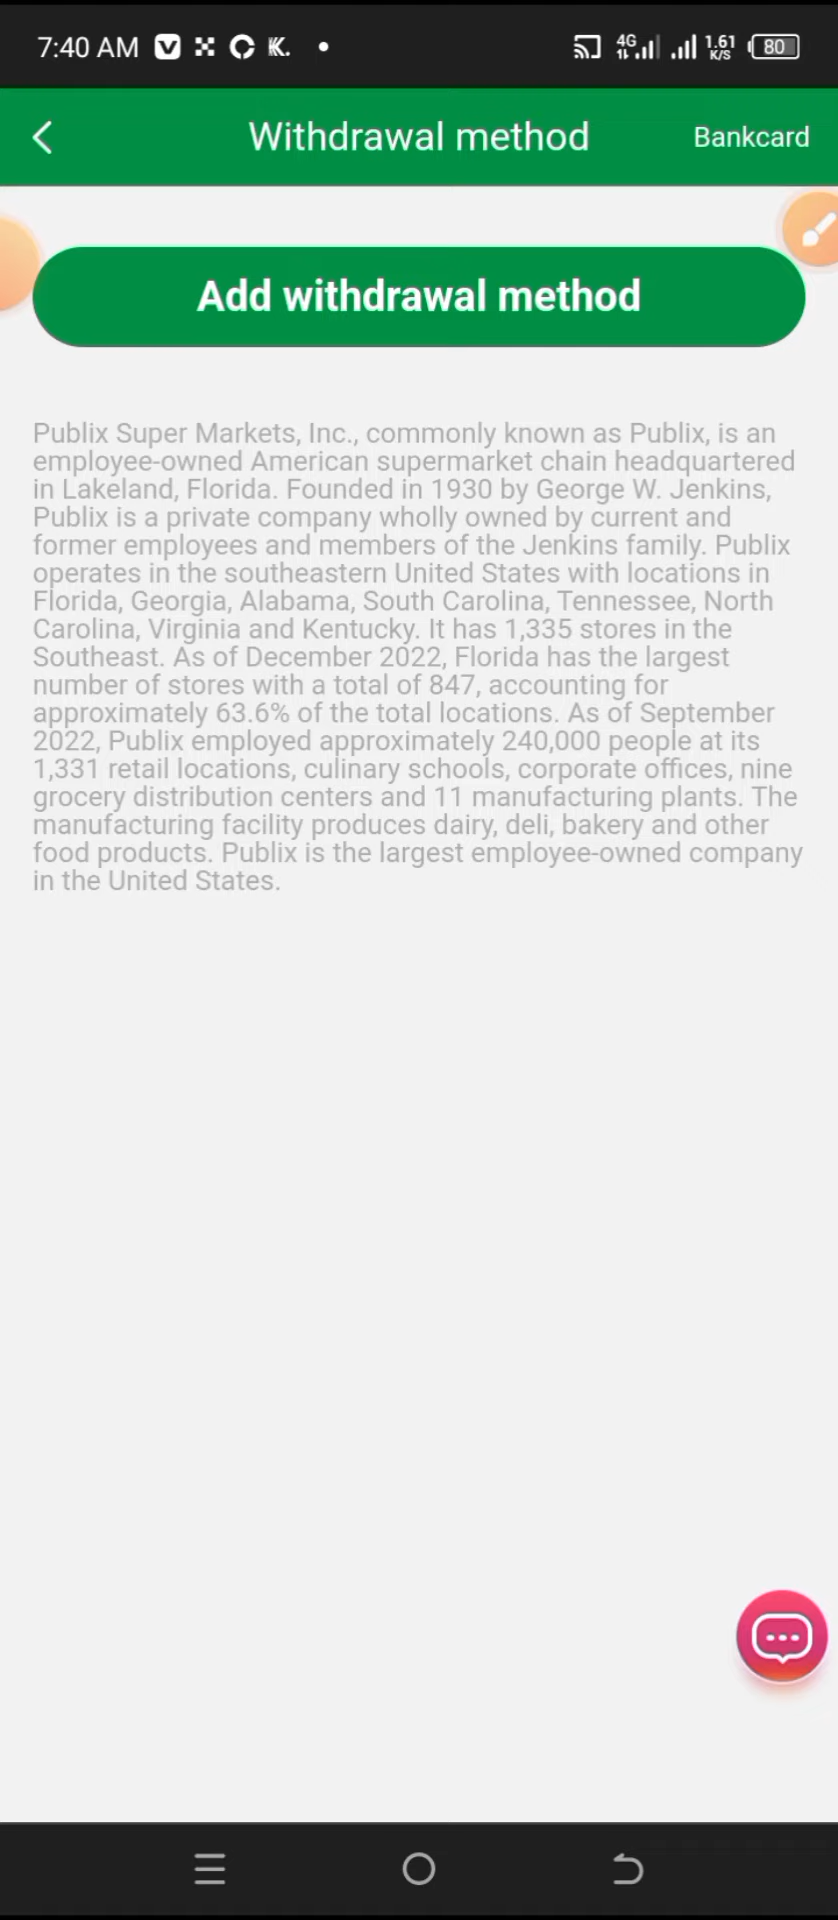 7:40 AM
4G
1.61
K/S
80
Withdrawal method
Bankcard
Add withdrawal method
Publix Super Markets, Inc., commonly known as Publix, is an
employee-owned American supermarket chain headquartered
in Lakeland, Florida. Founded in 1930 by George W. Jenkins,
Publix is a private company wholly owned by current and
former employees and members of the Jenkins family. Publix
operates in the southeastern United States with locations in
Florida, Georgia, Alabama, South Carolina, Tennessee, North
Carolina, Virginia and Kentucky. It has 1,335 stores in the
Southeast. As of December 2022, Florida has the largest
number of stores with a total of 847, accounting for
approximately 63.6% of the total locations. As of September
2022, Publix employed approximately 240,000 people at its
1,331 retail locations, culinary schools, corporate offices, nine
grocery distribution centers and 11 manufacturing plants. The
manufacturing facility produces dairy, deli, bakery and other
food products. Publix is the largest employee-owned company
in the United States.